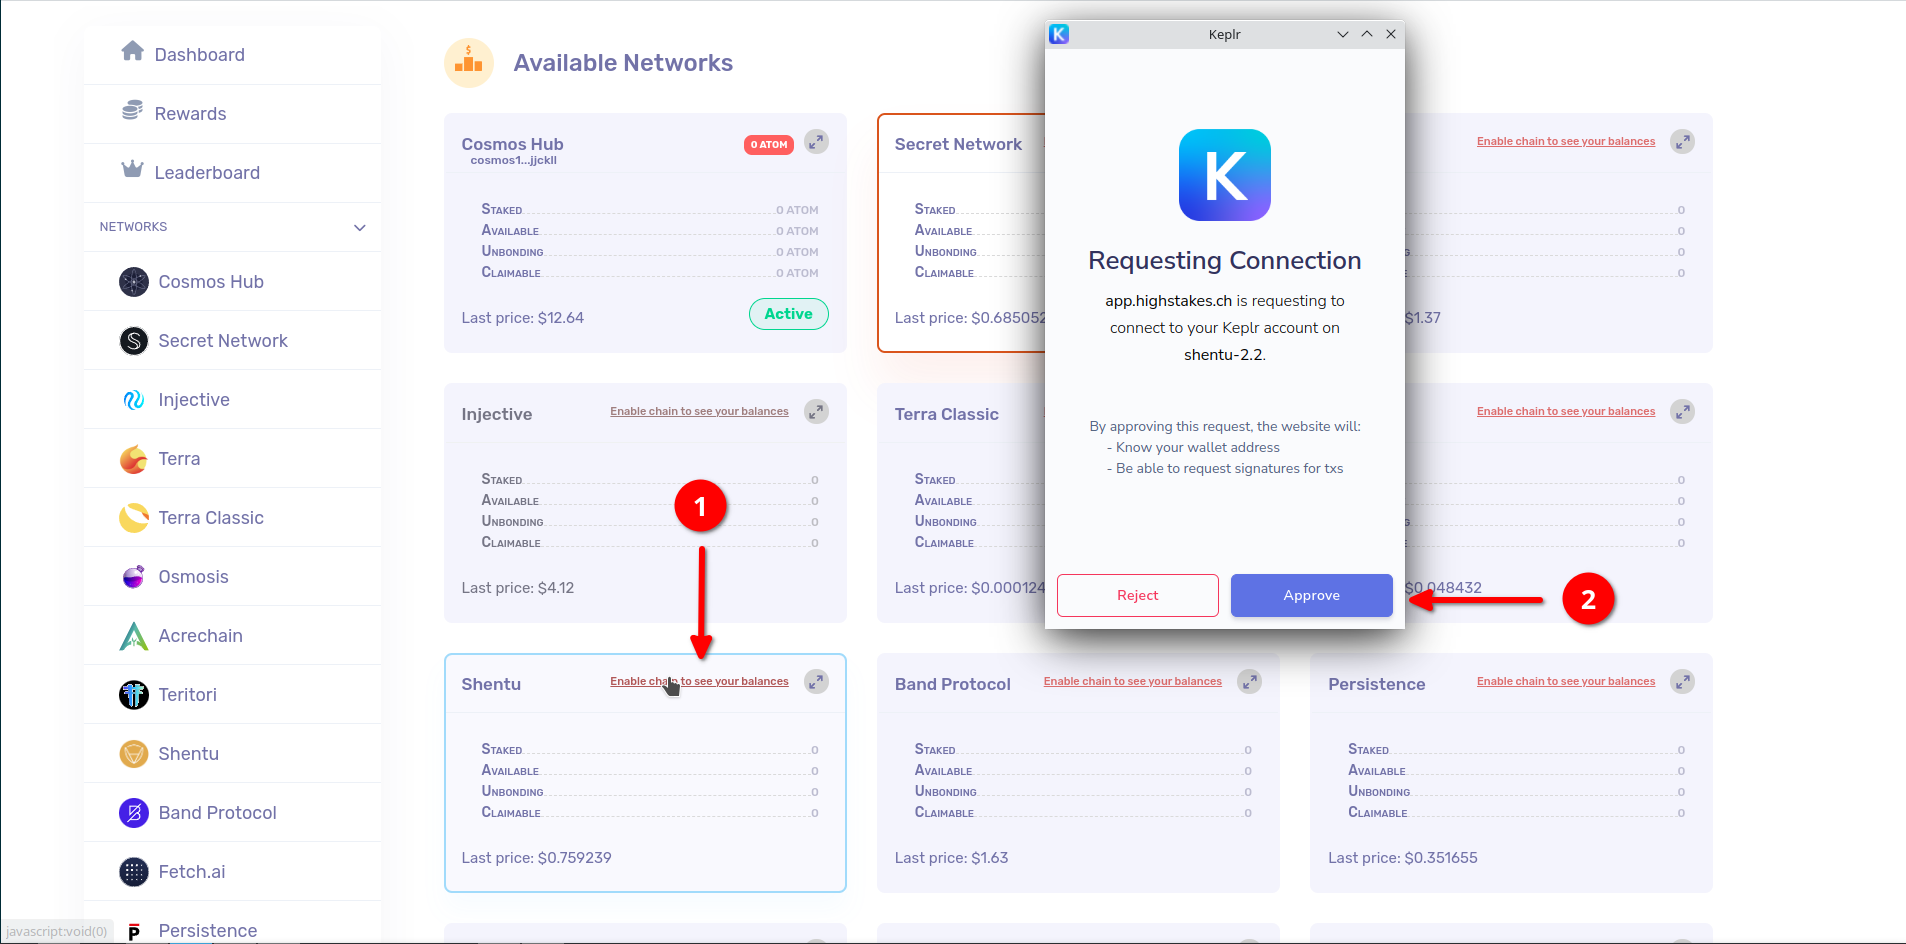 Dashboard
Rewards
Leaderboard
NETWORKS
Cosmos Hub
Secret Network
Injective
Terra
Terra Classic
Osmosis
Acrechain
Teritori
Shentu
Band Protocol
Fetch.ai
Persistence
javascript:void(0)
Available Networks
Cosmos Hub
cosmos1...jjckll
0 ATOM
Staked 0 ATOM
Available 0 ATOM
Unbonding 0 ATOM
Claimable 0 ATOM
Last price: $12.64
Active
Secret Network
Staked
Available
Unbonding
Claimable
Last price: $0.685052
Enable chain to see your balances
0
0
0
0
$1.37
Injective
Enable chain to see your balances
Staked 0
Available 0
Unbonding 0
Claimable 0
Last price: $4.12
Terra Classic
Staked
Available
Unbonding
Claimable
Last price: $0.000124
Enable chain to see your balances
0
0
0
0
$0.048432
Shentu
Enable chain to see your balances
Staked 0
Available 0
Unbonding 0
Claimable 0
Last price: $0.759239
Band Protocol
Enable chain to see your balances
Staked 0
Available 0
Unbonding 0
Claimable 0
Last price: $1.63
Persistence
Enable chain to see your balances
Staked 0
Available 0
Unbonding 0
Claimable 0
Last price: $0.351655
Keplr
K
Requesting Connection
app.highstakes.ch is requesting to
connect to your Keplr account on
shentu-2.2.
By approving this request, the website will:
- Know your wallet address
- Be able to request signatures for txs
Reject
Approve
1
2